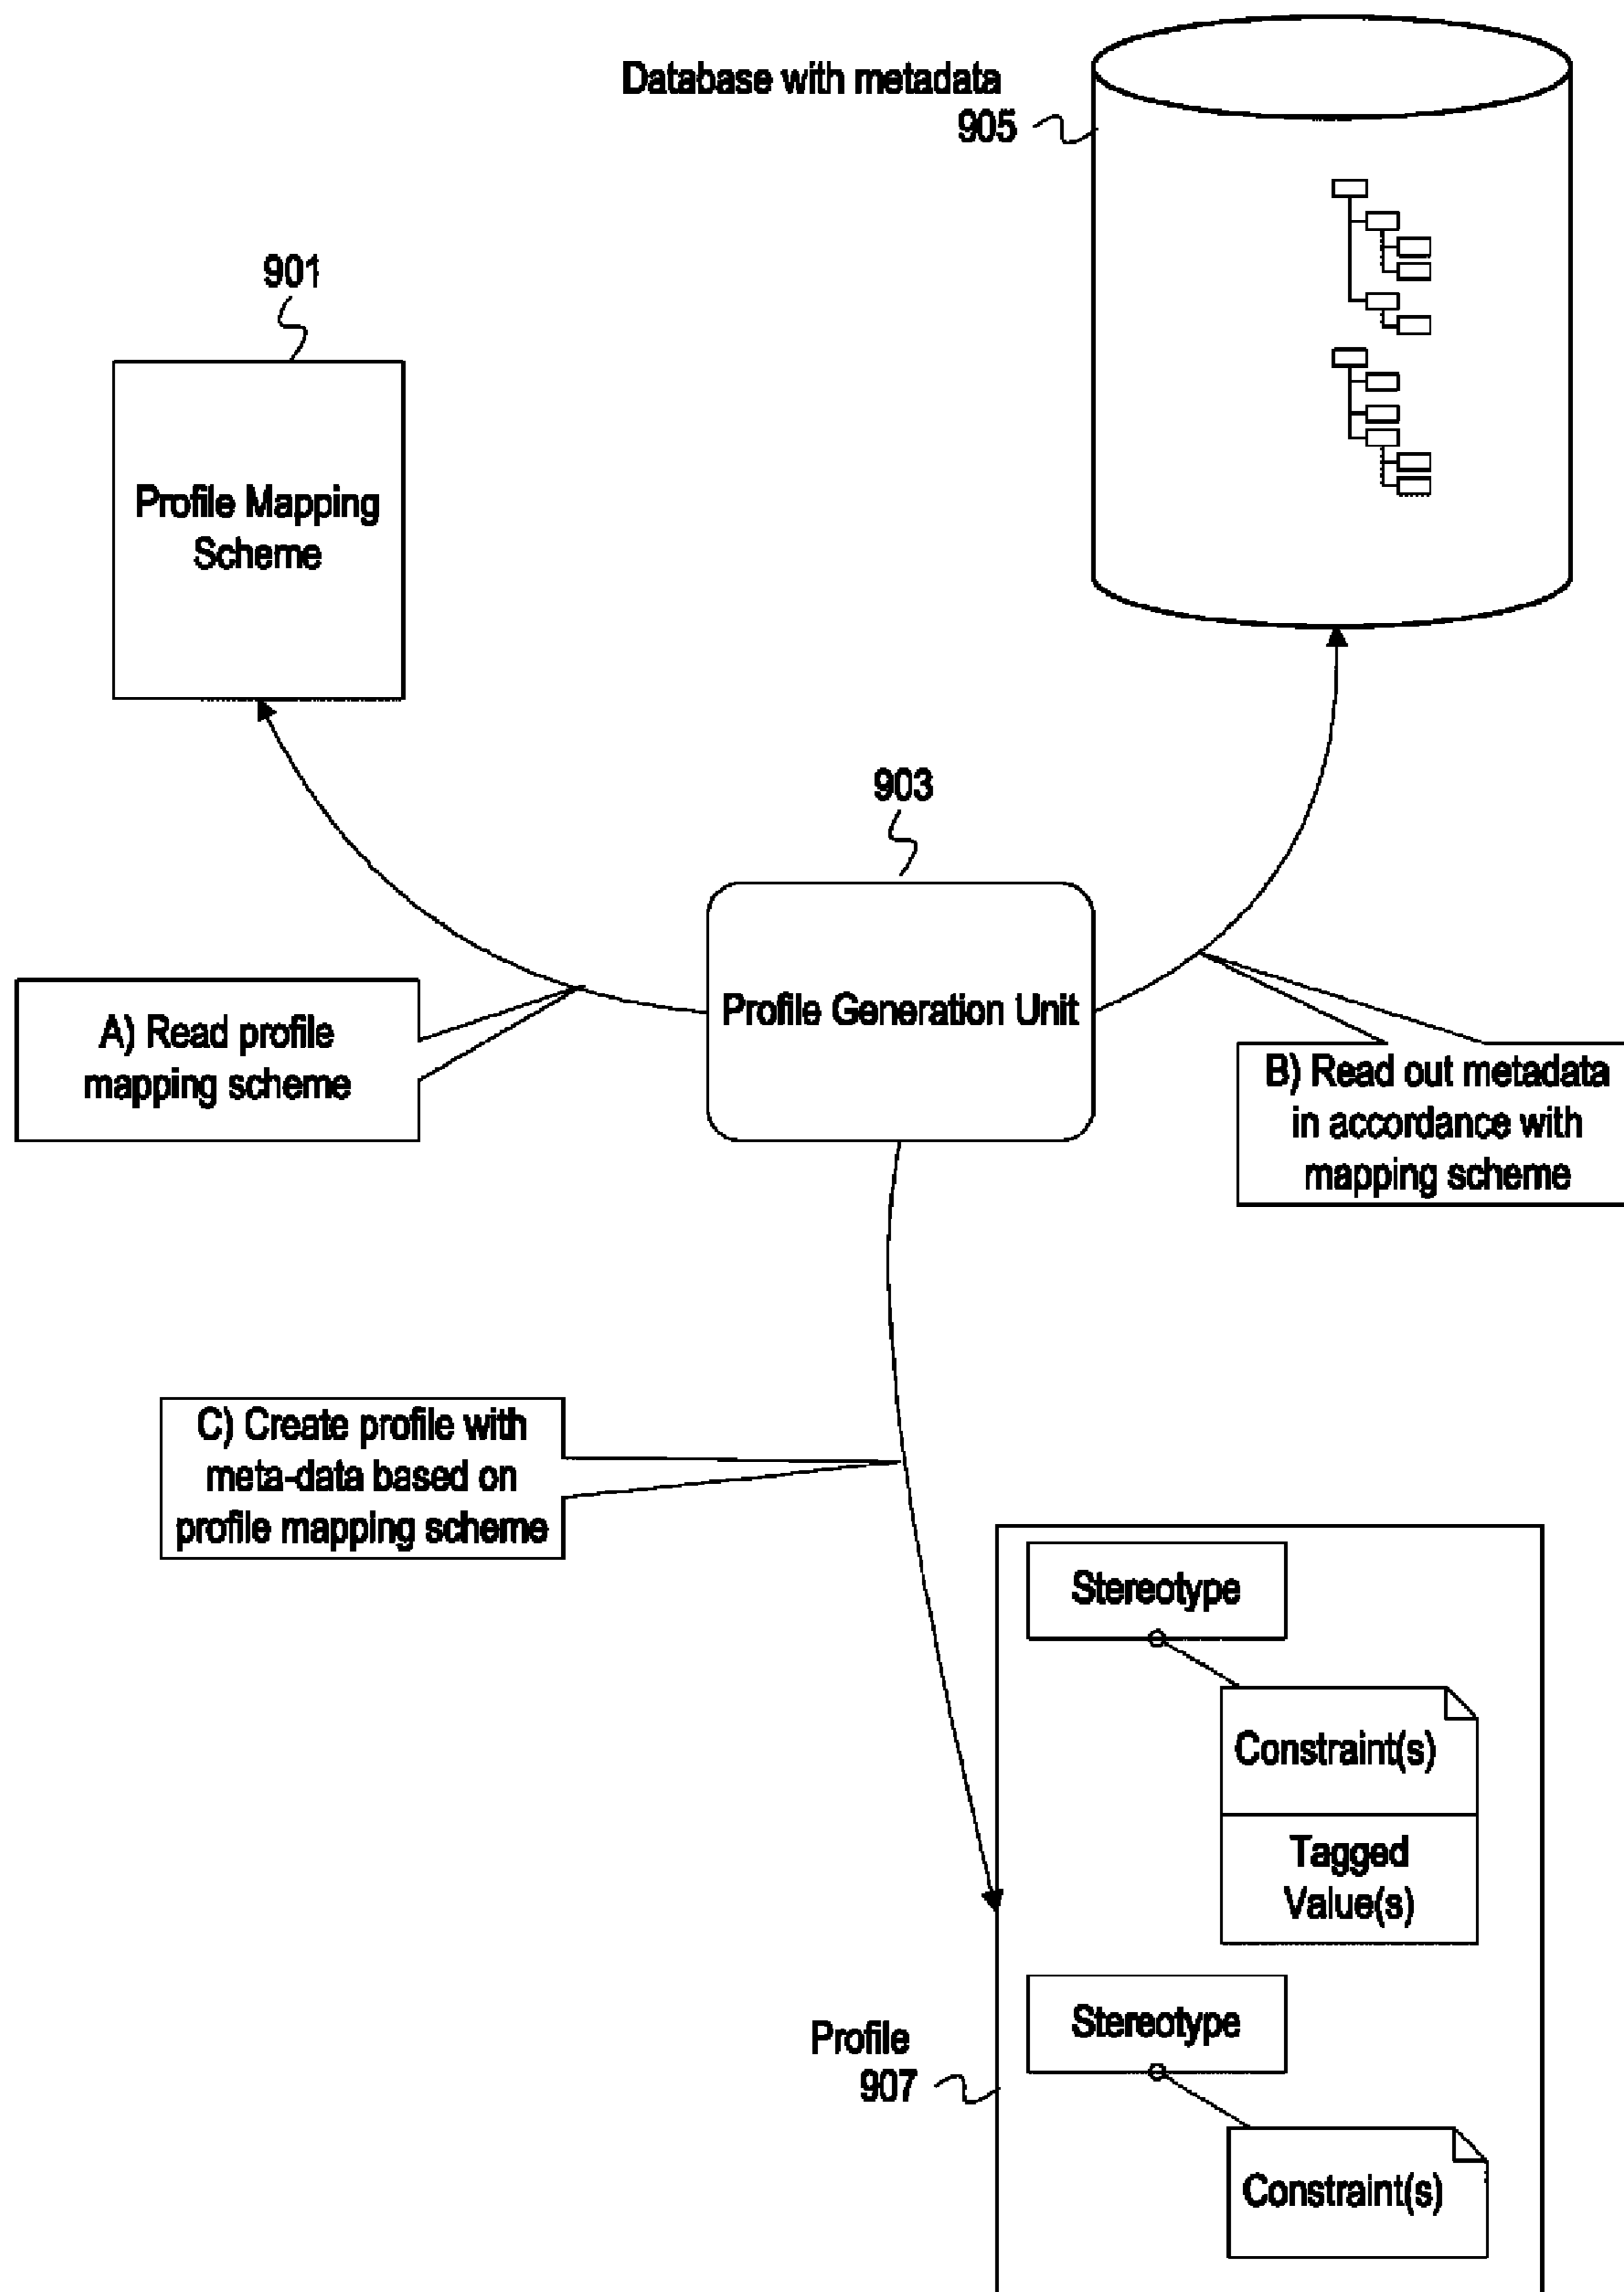 Database with metadata
905
901
Profile Mapping
Scheme
903
Profile Generation Unit
A) Read profile
mapping scheme
B) Read out metadata
in accordance with
mapping scheme
C) Create profile with
meta-data based on
profile mapping scheme
Stereotype
Constraint(s)
Tagged
Value(s)
Profile
907
Stereotype
Constraint(s)